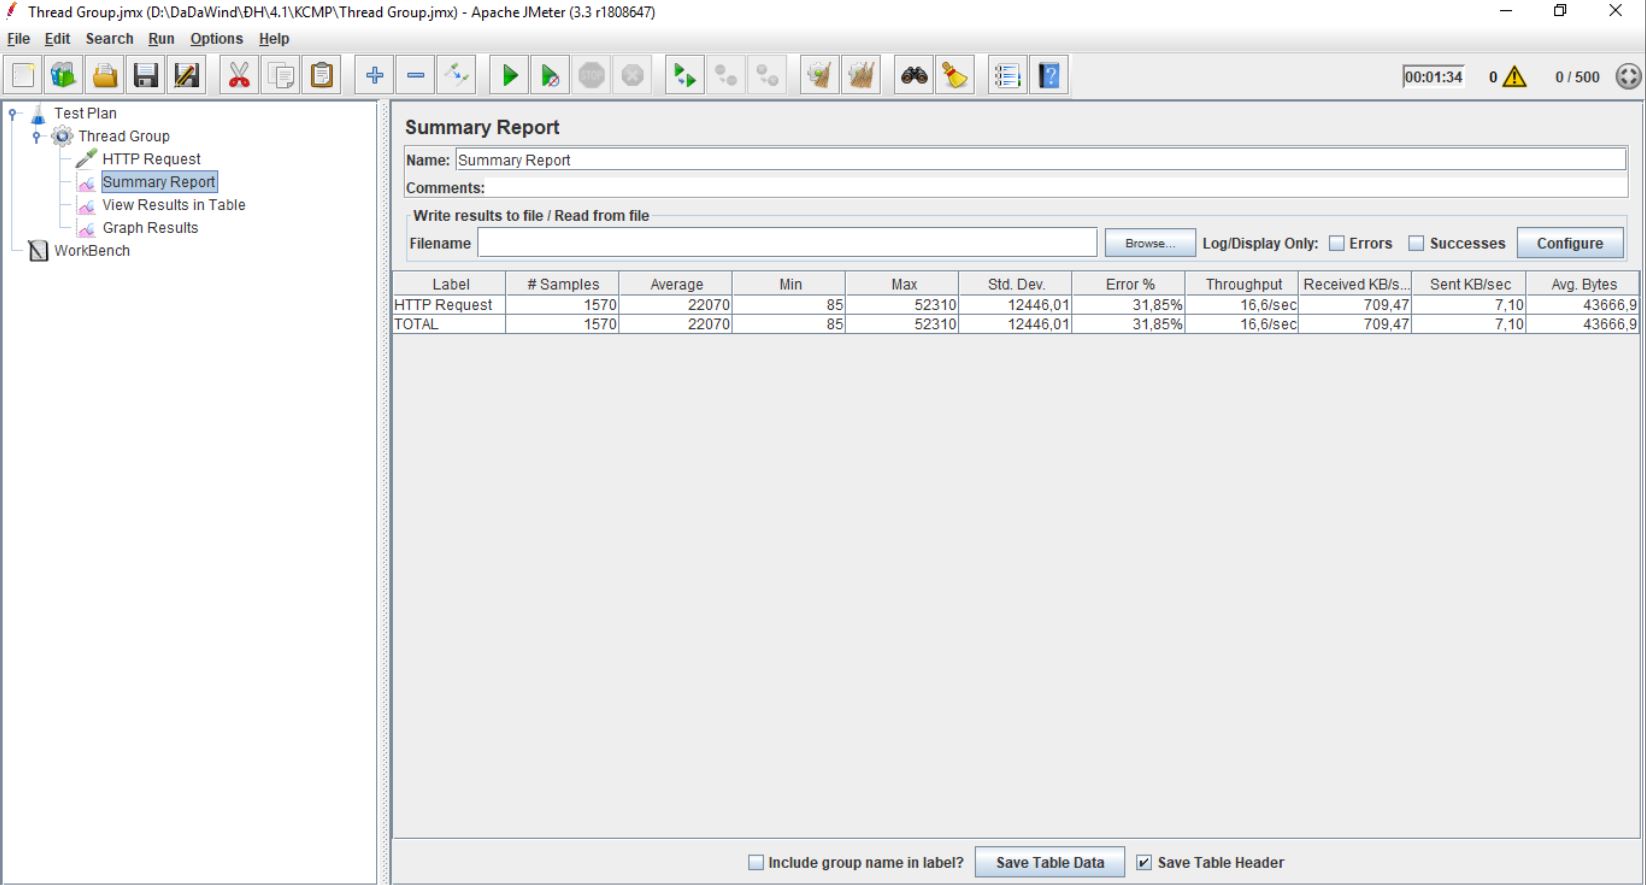 Thread Group.jmx (D:\DaDaWind\ĐH\4.1\KCMP\Thread Group.jmx) - Apache JMeter (3.3 r1808647)
File Edit Search Run Options Help
STOP
00:01:34 0 0 / 500
Test Plan
Thread Group
HTTP Request
Summary Report
View Results in Table
Graph Results
WorkBench
Summary Report
Name: Summary Report
Comments:
Write results to file / Read from file
Filename Browse... Log/Display Only: Errors Successes Configure
Label # Samples Average Min Max Std. Dev. Error % Throughput Received KB/s... Sent KB/sec Avg. Bytes
HTTP Request 1570 22070 85 52310 12446,01 31,85% 16,6/sec 709,47 7,10 43666,9
TOTAL 1570 22070 85 52310 12446,01 31,85% 16,6/sec 709,47 7,10 43666,9
Include group name in label? Save Table Data Save Table Header